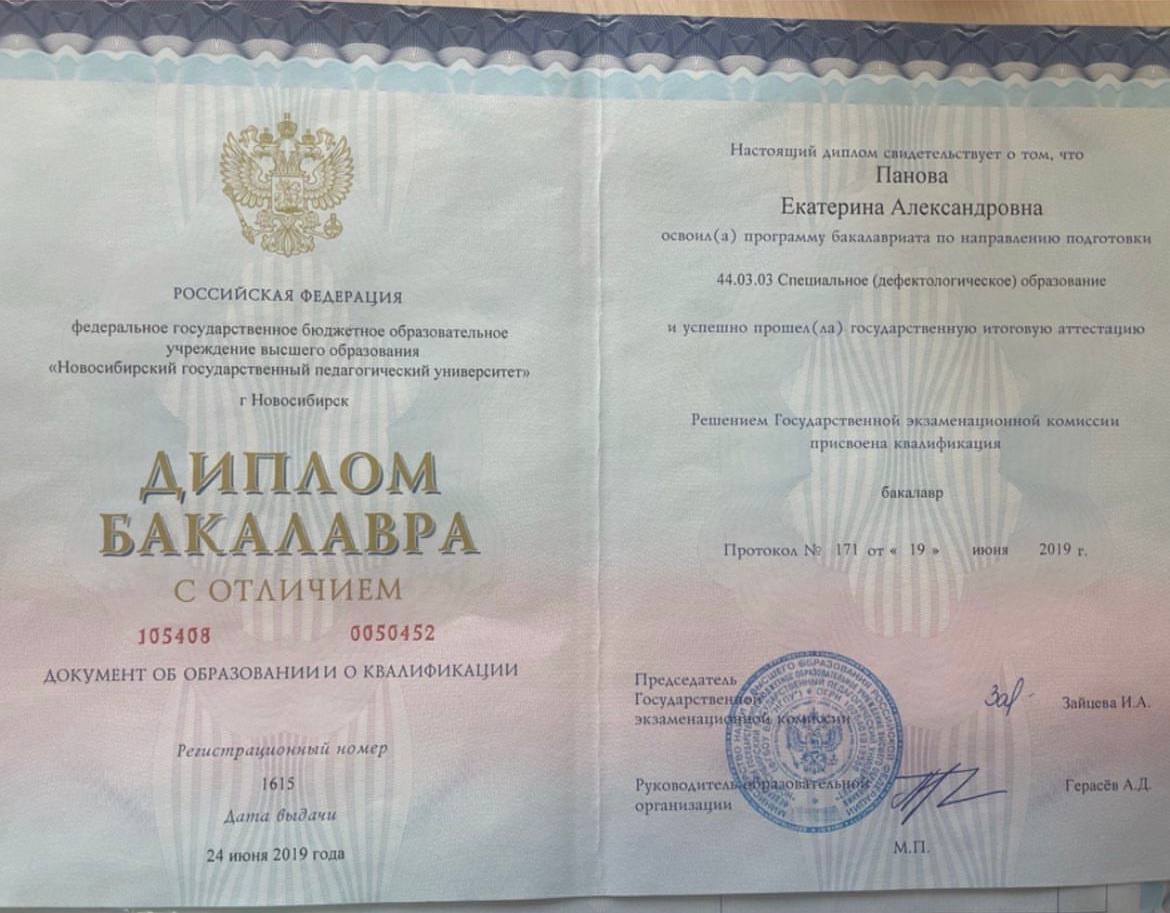 РОССИЙСКАЯ ФЕДЕРАЦИЯ
федеральное государственное бюджетное образовательное
учреждение высшего образования
«Новосибирский государственный педагогический университет»
г Новосибирск
ДИПЛОМ
БАКАЛАВРА
С ОТЛИЧИЕМ
105408 0050452
ДОКУМЕНТ ОБ ОБРАЗОВАНИИ И О КВАЛИФИКАЦИИ
Регистрационный номер
1615
Дата выдачи
24 июня 2019 года
Настоящий диплом свидетельствует о том, что
Панова
Екатерина Александровна
освоил(а) программу бакалавриата по направлению подготовки
44.03.03 Специальное (дефектологическое) образование
и успешно прошел(ла) государственную итоговую аттестацию
Решением Государственной экзаменационной комиссии
присвоена квалификация
бакалавр
Протокол № 171 от « 19 » июня 2019 г.
Председатель
Государственной
экзаменационной комиссии
Зайцева И.А.
Руководитель образовательной
организации
Герасёв А.Д.
М.П.